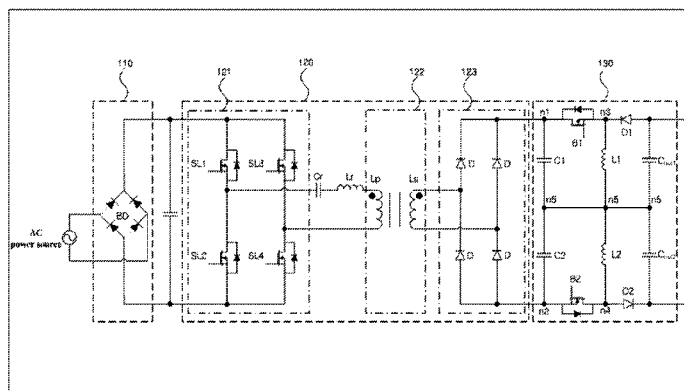 110
121
120
122
123
130
SL1
SL3
Cr
Lr
Lp
Ls
D
D
n1
n3
B1
D1
C1
L1
BD
AC
power source
n5
n5
n5
SL2
SL4
D
D
C2
L2
B2
D2
n2
n4